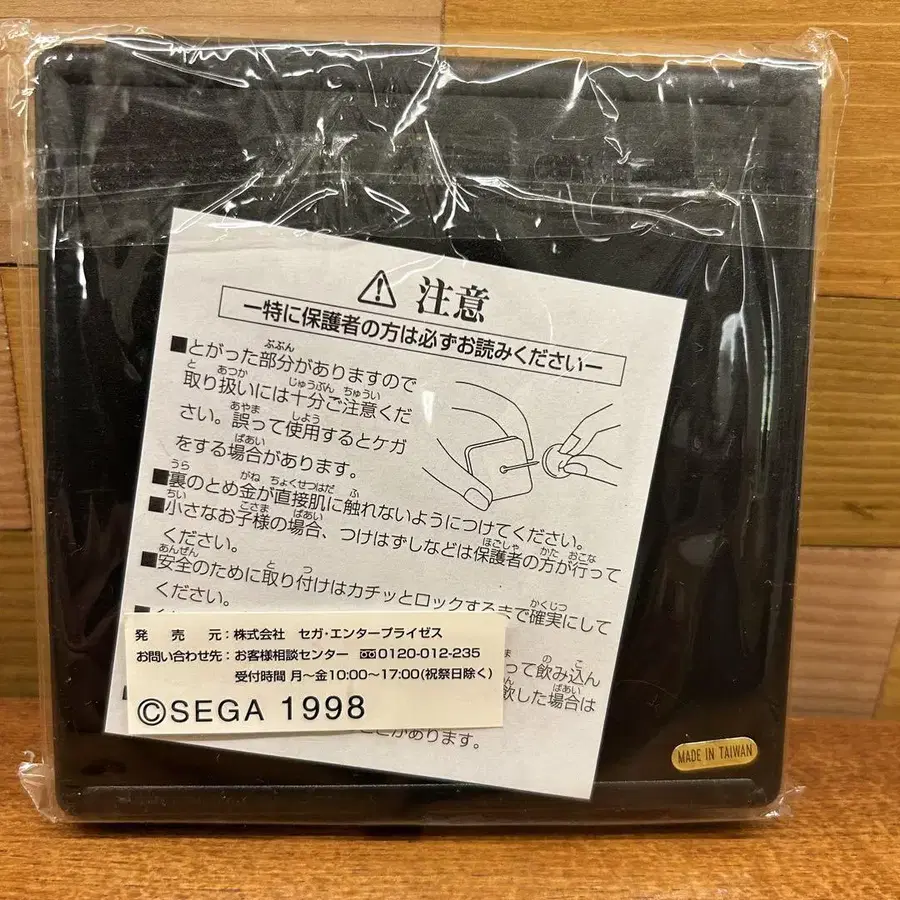 注意
ー特に保護者の方は必ずお読みくださいー
■とがった部分がありますので
取り扱いには十分ご注意くだ
さい。誤って使用するとケガ
をする場合があります。
■裏のとめ金が直接肌に触れないようにつけてください。
■小さなお子様の場合、つけはずしなどは保護者の方が行って
ください。
■安全のために取り付けはカチッとロックするまで確実にして
ください。
って飲み込ん
飲した場合は
があります。
発売元：株式会社 セガ・エンタープライゼス
お問い合わせ先：お客様相談センター 0120-012-235
受付時間 月〜金10:00〜17:00(祝祭日除く)
©SEGA 1998
MADE IN TAIWAN